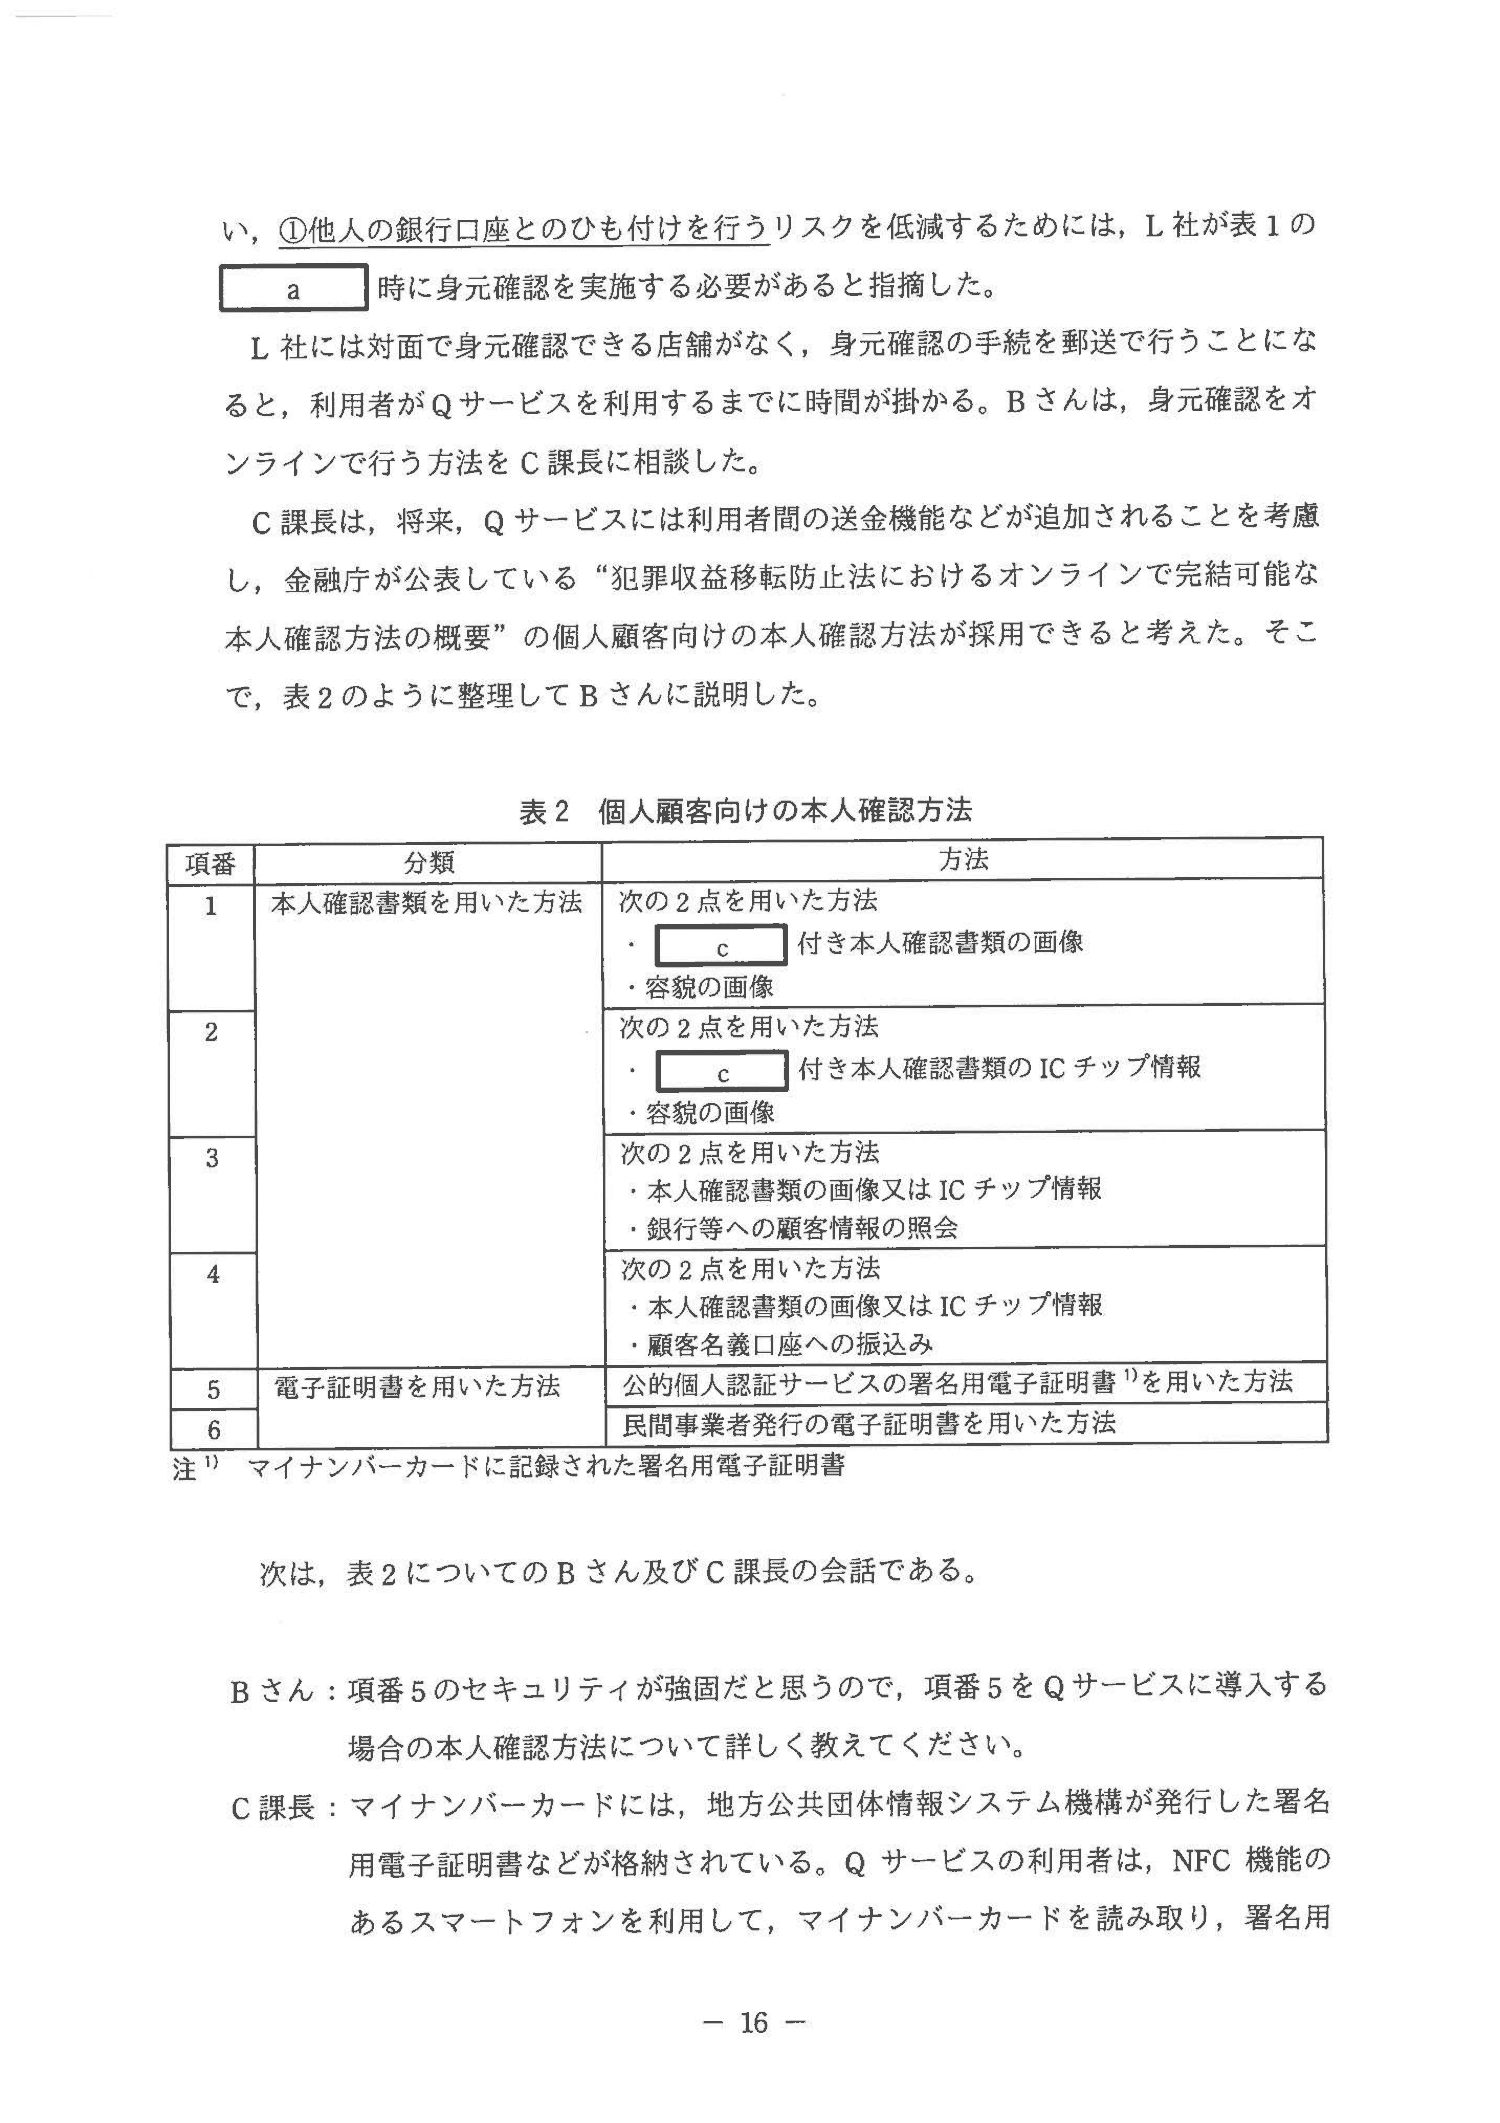 い，①他人の銀行口座とのひも付けを行うリスクを低減するためには，L 社が表 1 の
a 時に身元確認を実施する必要があると指摘した。
L 社には対面で身元確認できる店舗がなく，身元確認の手続を郵送で行うことにな
ると，利用者が Q サービスを利用するまでに時間が掛かる。B さんは，身元確認をオ
ンラインで行う方法を C 課長に相談した。
C 課長は，将来，Q サービスには利用者間の送金機能などが追加されることを考慮
し，金融庁が公表している “犯罪収益移転防止法におけるオンラインで完結可能な
本人確認方法の概要” の個人顧客向けの本人確認方法が採用できると考えた。そこ
で，表 2 のように整理して B さんに説明した。
表 2 個人顧客向けの本人確認方法
項番 分類 方法
1 本人確認書類を用いた方法 次の 2 点を用いた方法
・ c 付き本人確認書類の画像
・容貌の画像
2 次の 2 点を用いた方法
・ c 付き本人確認書類の IC チップ情報
・容貌の画像
3 次の 2 点を用いた方法
・本人確認書類の画像又は IC チップ情報
・銀行等への顧客情報の照会
4 次の 2 点を用いた方法
・本人確認書類の画像又は IC チップ情報
・顧客名義口座への振込み
5 電子証明書を用いた方法 公的個人認証サービスの署名用電子証明書 1)を用いた方法
6 民間事業者発行の電子証明書を用いた方法
注 1) マイナンバーカードに記録された署名用電子証明書
次は，表 2 についての B さん及び C 課長の会話である。
B さん：項番 5 のセキュリティが強固だと思うので，項番 5 を Q サービスに導入する
場合の本人確認方法について詳しく教えてください。
C 課長：マイナンバーカードには，地方公共団体情報システム機構が発行した署名
用電子証明書などが格納されている。Q サービスの利用者は，NFC 機能の
あるスマートフォンを利用して，マイナンバーカードを読み取り，署名用
－ 16 －